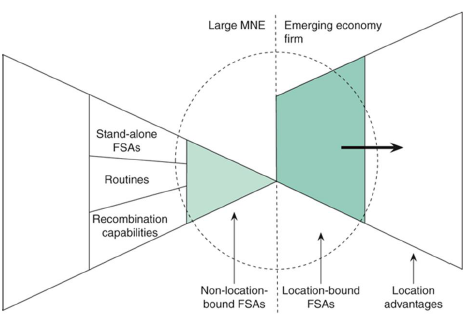 Large MNE
Emerging economy
firm
Stand-alone
FSAs
Routines
Recombination
capabilities
Non-location-
bound FSAs
Location-bound
FSAs
Location
advantages